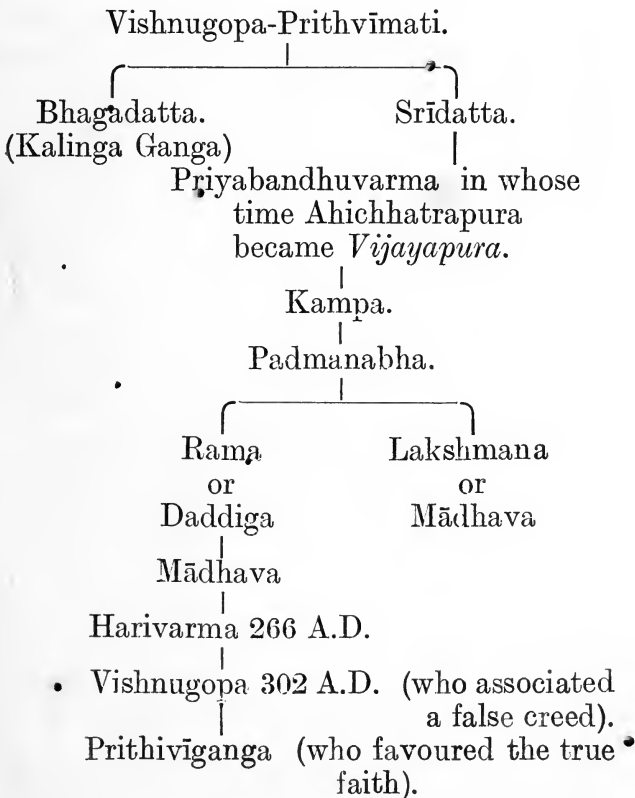 Vishnugopa-Prithvīmati.
Bhagadatta. Srīdatta.
(Kalinga Ganga)
Priyabandhuvarma in whose
time Ahichhatrapura
became Vijayapura.
Kampa.
Padmanabha.
Rama Lakshmana
or or
Daddiga Mādhava
Mādhava
Harivarma 266 A.D.
Vishnugopa 302 A.D. (who associated
a false creed).
Prithivīganga (who favoured the true
faith).